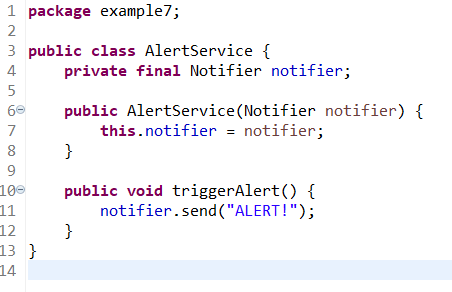 1 package example7;
2
3 public class AlertService {
4     private final Notifier notifier;
5
6     public AlertService(Notifier notifier) {
7         this.notifier = notifier;
8     }
9
10     public void triggerAlert() {
11         notifier.send("ALERT!");
12     }
13 }
14